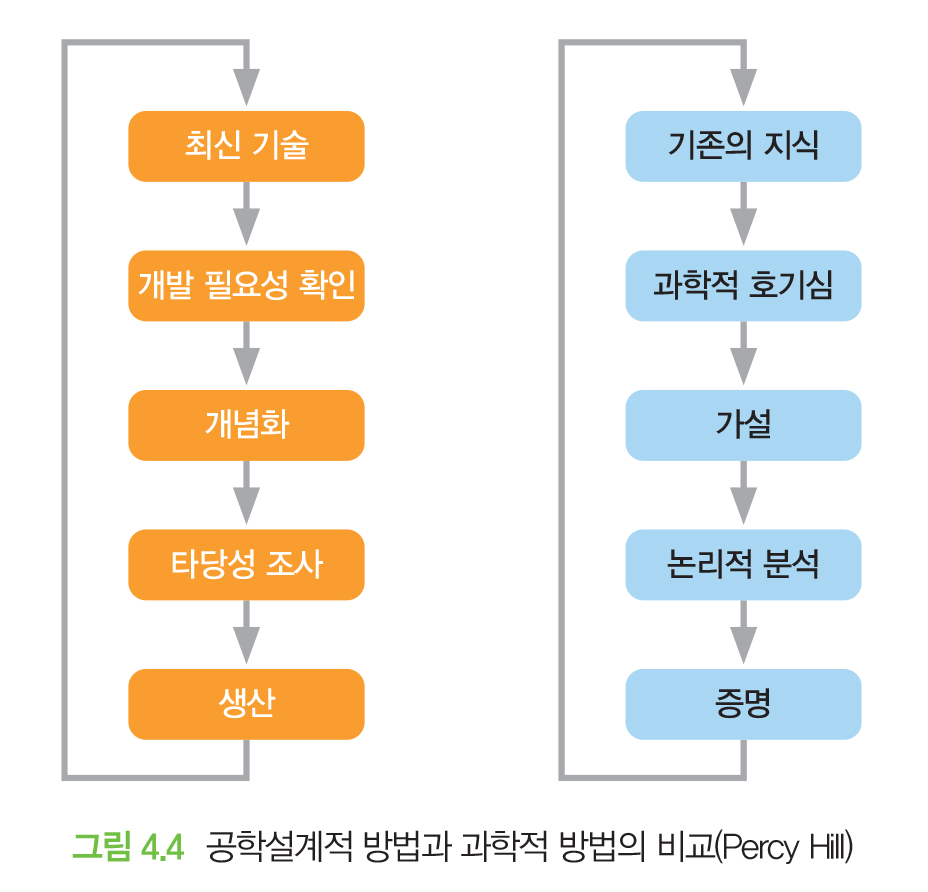 최신 기술
개발 필요성 확인
개념화
타당성 조사
생산
기존의 지식
과학적 호기심
가설
논리적 분석
증명
그림 4.4 공학설계적 방법과 과학적 방법의 비교(Percy Hill)